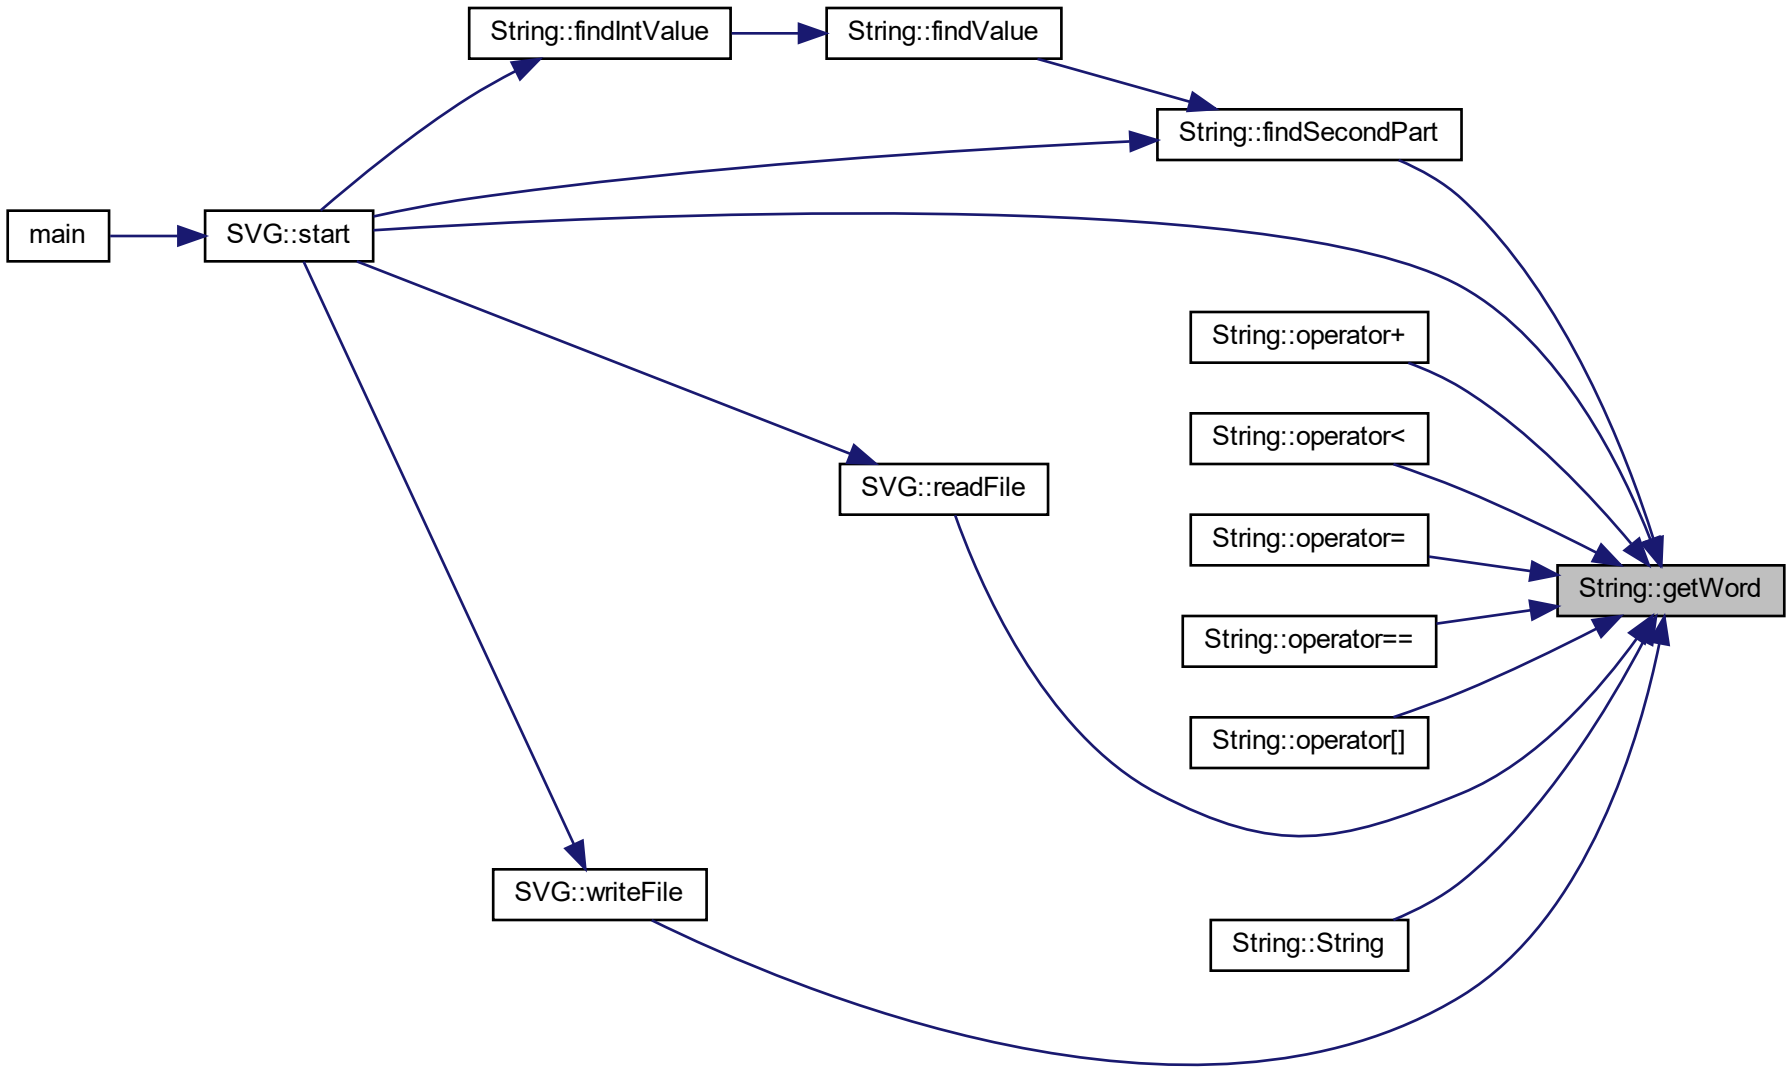 String::findIntValue
String::findValue
String::findSecondPart
main
SVG::start
String::operator+
String::operator<
SVG::readFile
String::operator=
String::getWord
String::operator==
String::operator[]
SVG::writeFile
String::String